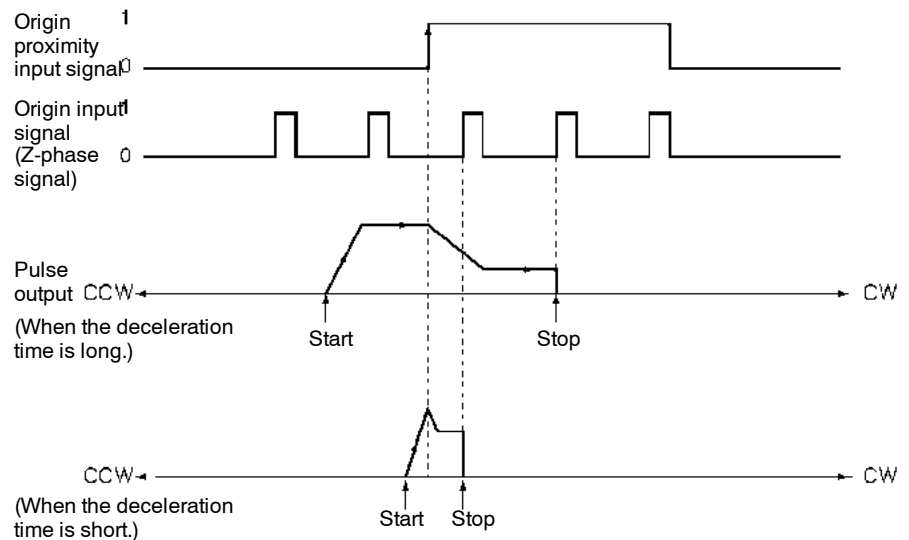 Origin
proximity
input signal
1
0
Origin input
signal
(Z-phase
signal)
1
0
Pulse
output
CCW
CW
(When the deceleration
time is long.)
Start
Stop
CCW
CW
(When the deceleration
time is short.)
Start
Stop